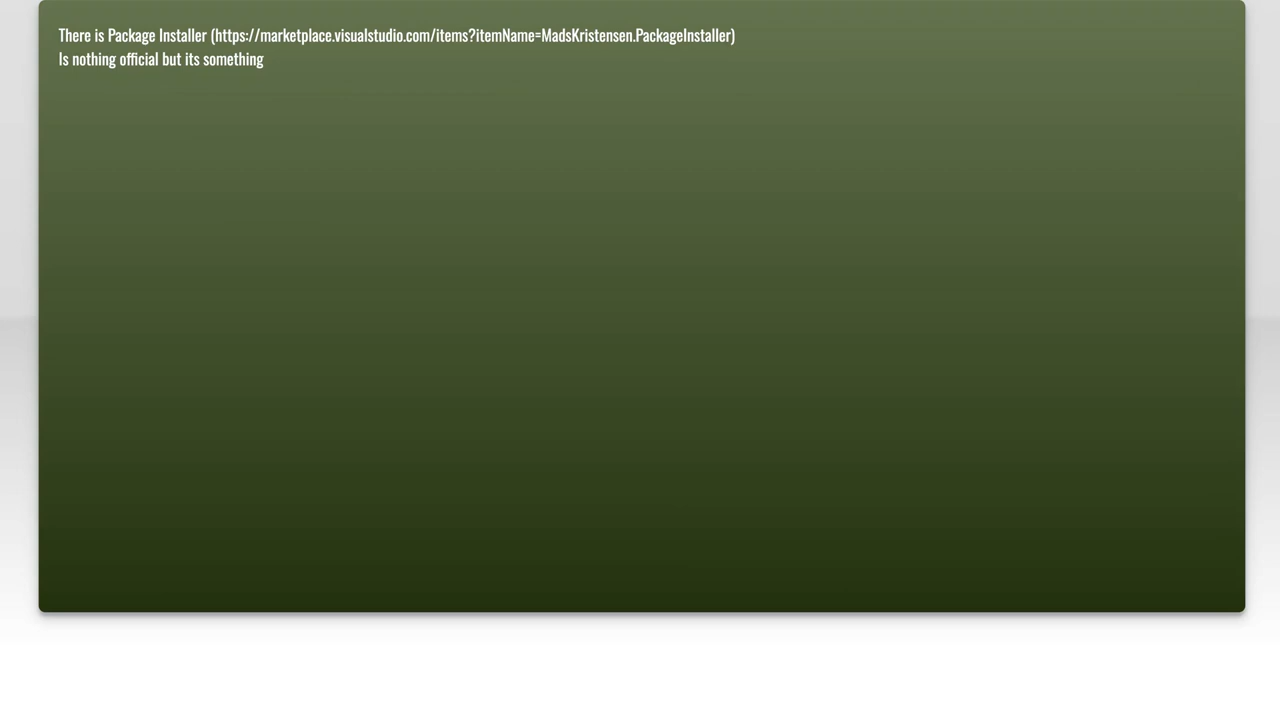 There is Package Installer (https://marketplace.visualstudio.com/items?itemName=MadsKristensen.PackageInstaller)
Is nothing official but its something